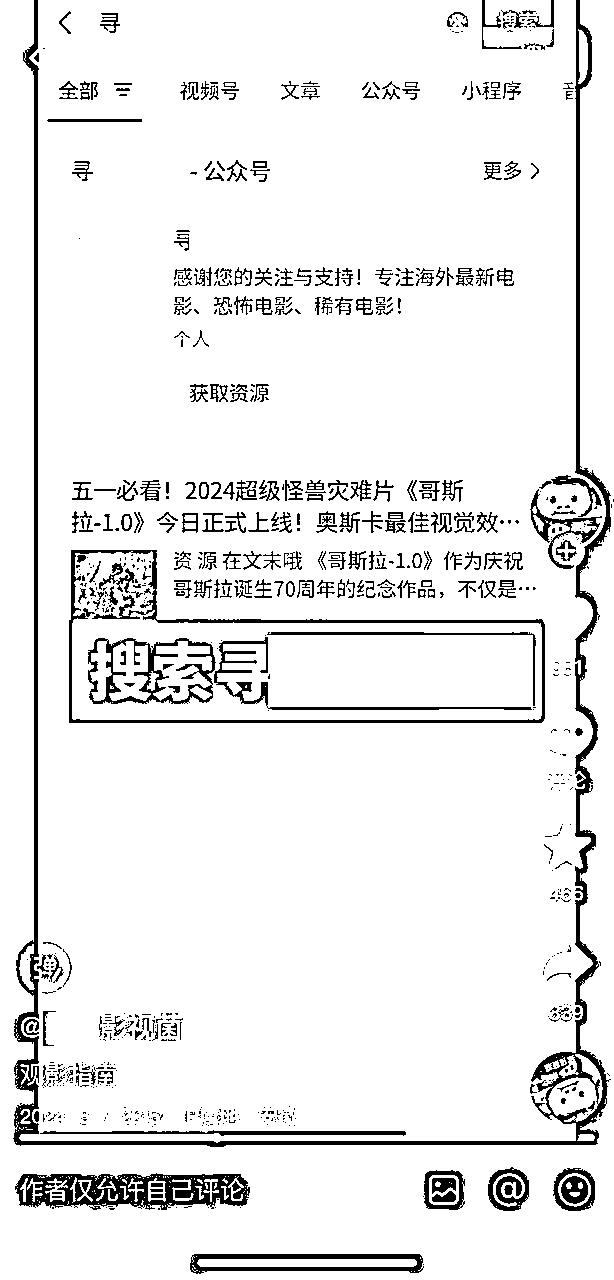 寻
搜索
全部
视频号
文章
公众号
小程序
音
寻 - 公众号
更多
寻
感谢您的关注与支持！专注海外最新电
影、恐怖电影、稀有电影！
个人
获取资源
五一必看！2024超级怪兽灾难片《哥斯
拉-1.0》今日正式上线！奥斯卡最佳视觉效…
资 源 在文末哦 《哥斯拉-1.0》作为庆祝
哥斯拉诞生70周年的纪念作品，不仅是…
搜索寻
评论
466
弹
839
@ 影视菌
观影指南
作者仅允许自己评论